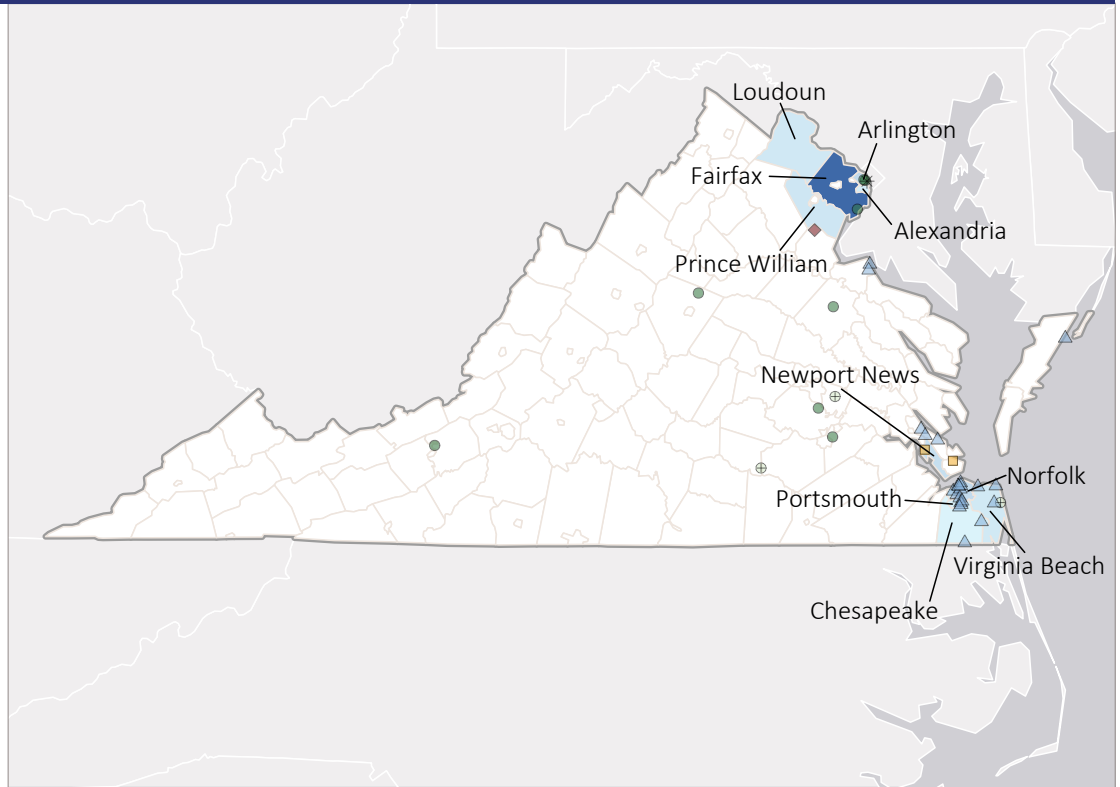 Loudoun
Arlington
Fairfax
Alexandria
Prince William
Newport News
Norfolk
Portsmouth
Virginia Beach
Chesapeake